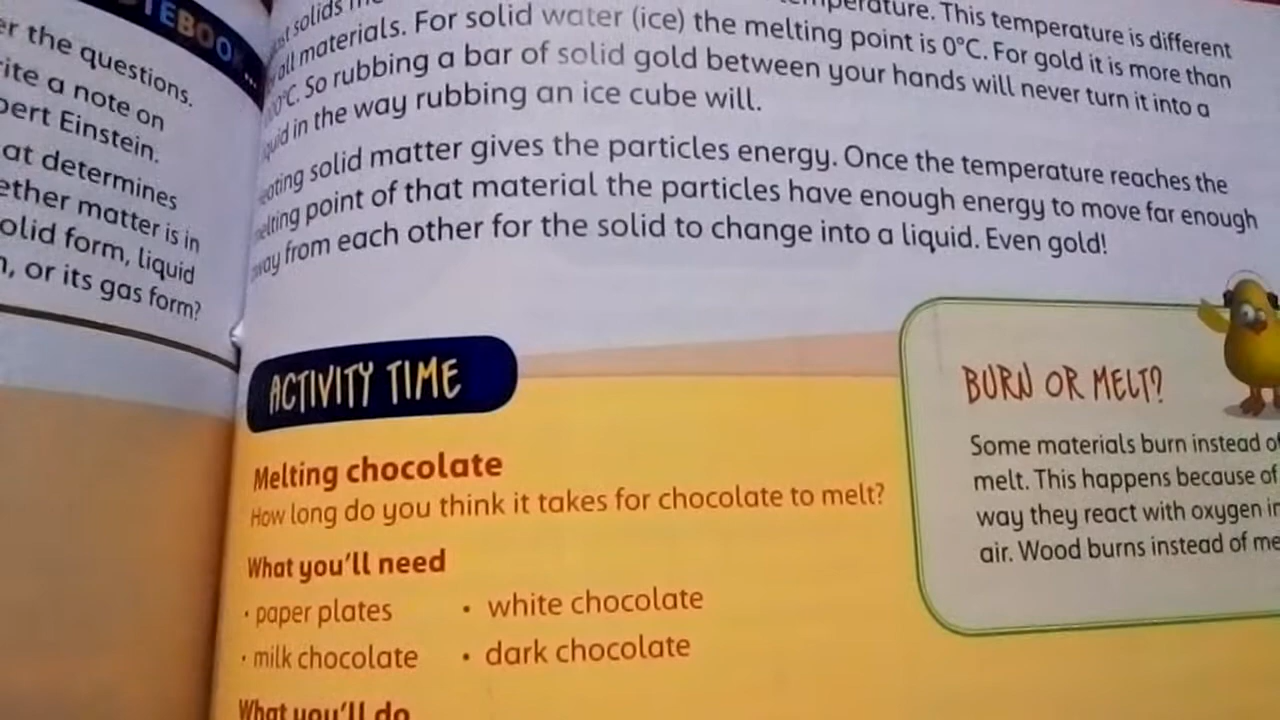 TEBOOK...
er the questions.
ite a note on
bert Einstein.
at determines
ether matter is in
olid form, liquid
, or its gas form?
solids
temperature. This temperature is different
all materials. For solid water (ice) the melting point is 0°C. For gold it is more than
0°C. So rubbing a bar of solid gold between your hands will never turn it into a
quid in the way rubbing an ice cube will.
eating solid matter gives the particles energy. Once the temperature reaches the
elting point of that material the particles have enough energy to move far enough
way from each other for the solid to change into a liquid. Even gold!
ACTIVITY TIME
Melting chocolate
How long do you think it takes for chocolate to melt?
What you'll need
• paper plates
• white chocolate
• milk chocolate
• dark chocolate
What you'll do
BURN OR MELT?
Some materials burn instead of
melt. This happens because of
way they react with oxygen in
air. Wood burns instead of me